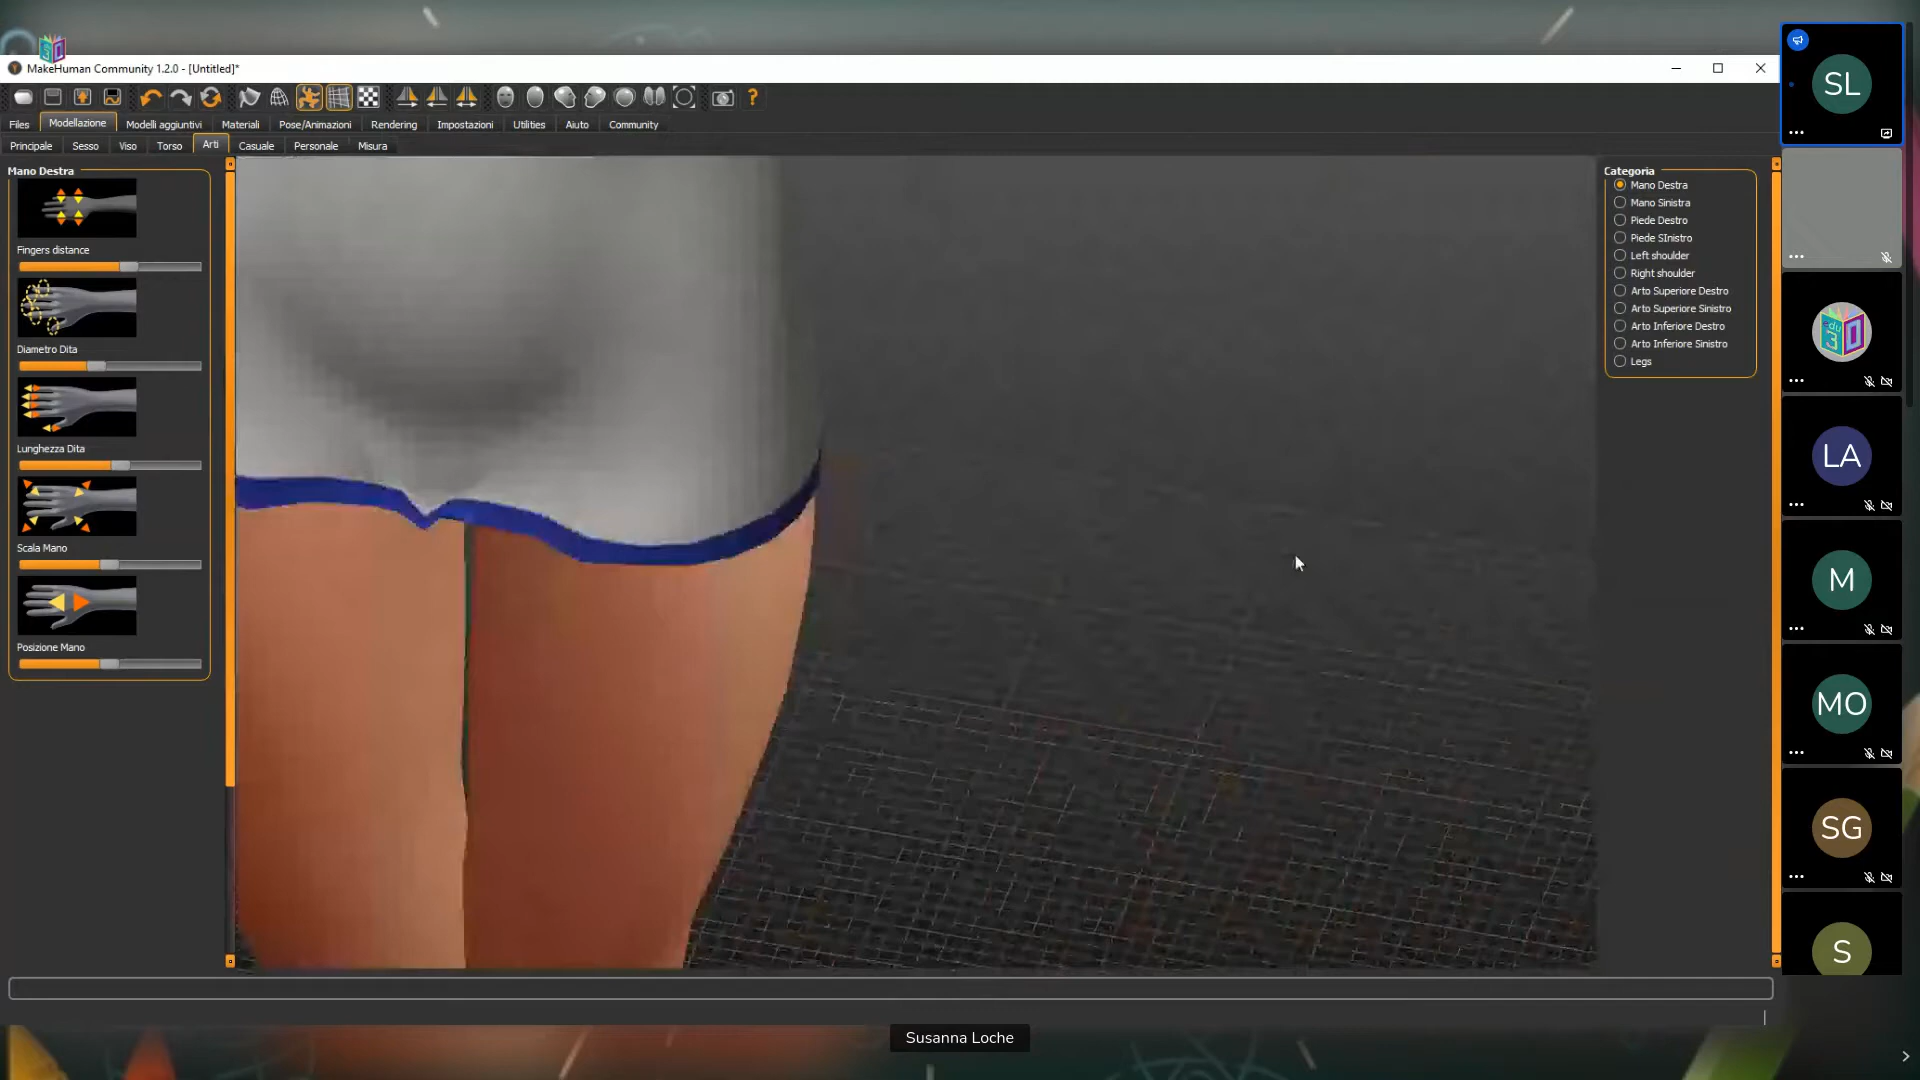 MakeHuman Community 1.2.0 - [Untitled]*
Files Modellazione Modelli aggiuntivi Materiali Pose/Animazioni Rendering Impostazioni Utilities Aiuto Community
Principale Sesso Viso Torso Arti Casuale Personale Misura
Mano Destra
Fingers distance
Diametro Dita
Lunghezza Dita
Scala Mano
Posizione Mano
Categoria
Mano Destra
Mano Sinistra
Piede Destro
Piede SInistro
Left shoulder
Right shoulder
Arto Superiore Destro
Arto Superiore Sinistro
Arto Inferiore Destro
Arto Inferiore Sinistro
Legs
SL
edu
3D
LA
M
MO
SG
S
Susanna Loche